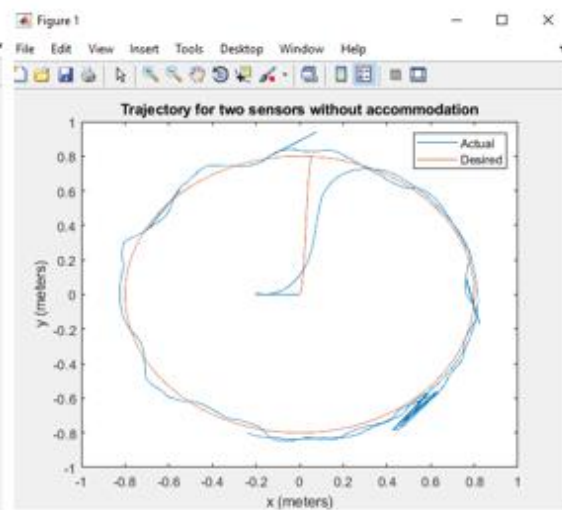 Figure 1
File Edit View Insert Tools Desktop Window Help
Trajectory for two sensors without accommodation
Actual
Desired
1
0.8
0.6
0.4
0.2
0
-0.2
-0.4
-0.6
-0.8
-1
y (meters)
-1 -0.8 -0.6 -0.4 -0.2 0 0.2 0.4 0.6 0.8 1
x (meters)